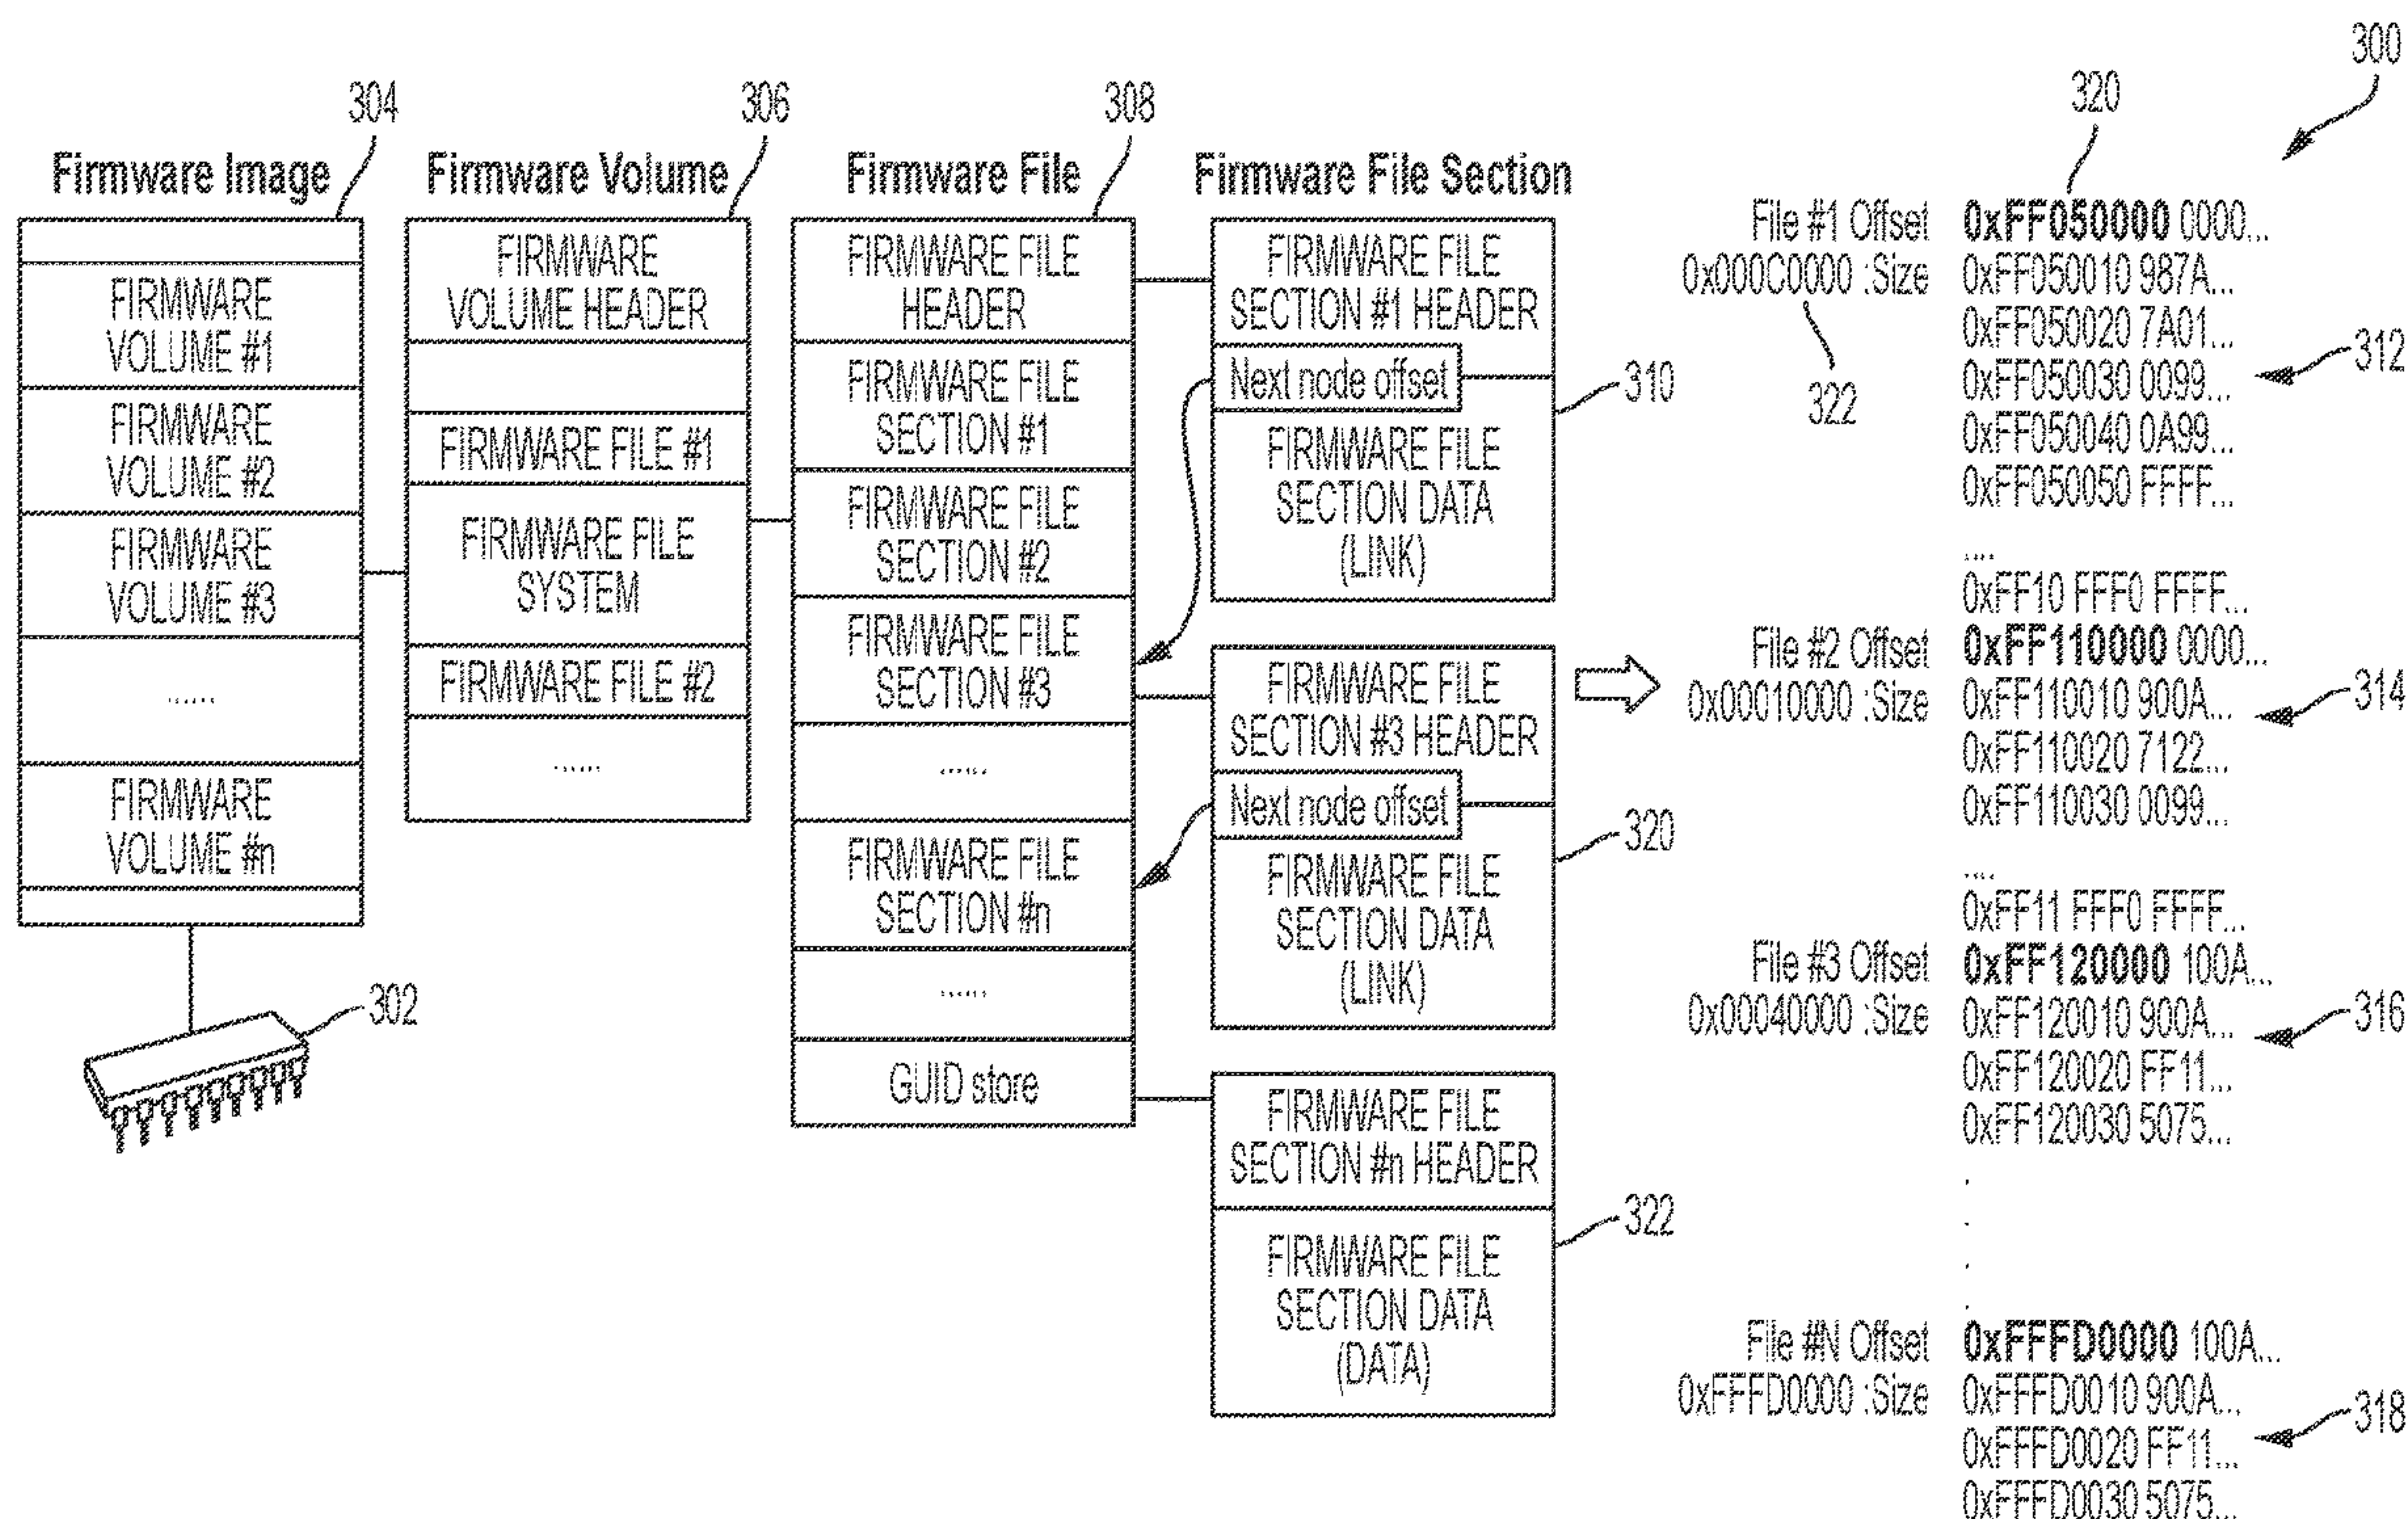 300
304
306
308
320
Firmware Image
Firmware Volume
Firmware File
Firmware File Section
FIRMWARE
VOLUME #1
FIRMWARE
VOLUME #2
FIRMWARE
VOLUME #3
......
FIRMWARE
VOLUME #n
302
FIRMWARE
VOLUME HEADER
FIRMWARE FILE #1
FIRMWARE FILE
SYSTEM
FIRMWARE FILE #2
......
FIRMWARE FILE
HEADER
FIRMWARE FILE
SECTION #1
FIRMWARE FILE
SECTION #2
FIRMWARE FILE
SECTION #3
......
FIRMWARE FILE
SECTION #n
......
GUID store
FIRMWARE FILE
SECTION #1 HEADER
Next node offset
FIRMWARE FILE
SECTION DATA
(LINK)
310
FIRMWARE FILE
SECTION #3 HEADER
Next node offset
FIRMWARE FILE
SECTION DATA
(LINK)
320
FIRMWARE FILE
SECTION #n HEADER
FIRMWARE FILE
SECTION DATA
(DATA)
322
File #1 Offset 0xFF050000 0000...
0x000C0000 :Size 0xFF050010 987A...
322
0xFF050020 7A01...
0xFF050030 0099...
312
0xFF050040 0A99...
0xFF050050 FFFF...
....
0xFF10 FFF0 FFFF...
File #2 Offset 0xFF110000 0000...
0x00010000 :Size 0xFF110010 900A...
314
0xFF110020 7122...
0xFF110030 0099...
....
0xFF11 FFF0 FFFF...
File #3 Offset 0xFF120000 100A...
0x00040000 :Size 0xFF120010 900A...
316
0xFF120020 FF11...
0xFF120030 5075...
.
.
.
.
File #N Offset 0xFFFD0000 100A...
0xFFFD0000 :Size 0xFFFD0010 900A...
318
0xFFFD0020 FF11...
0xFFFD0030 5075...